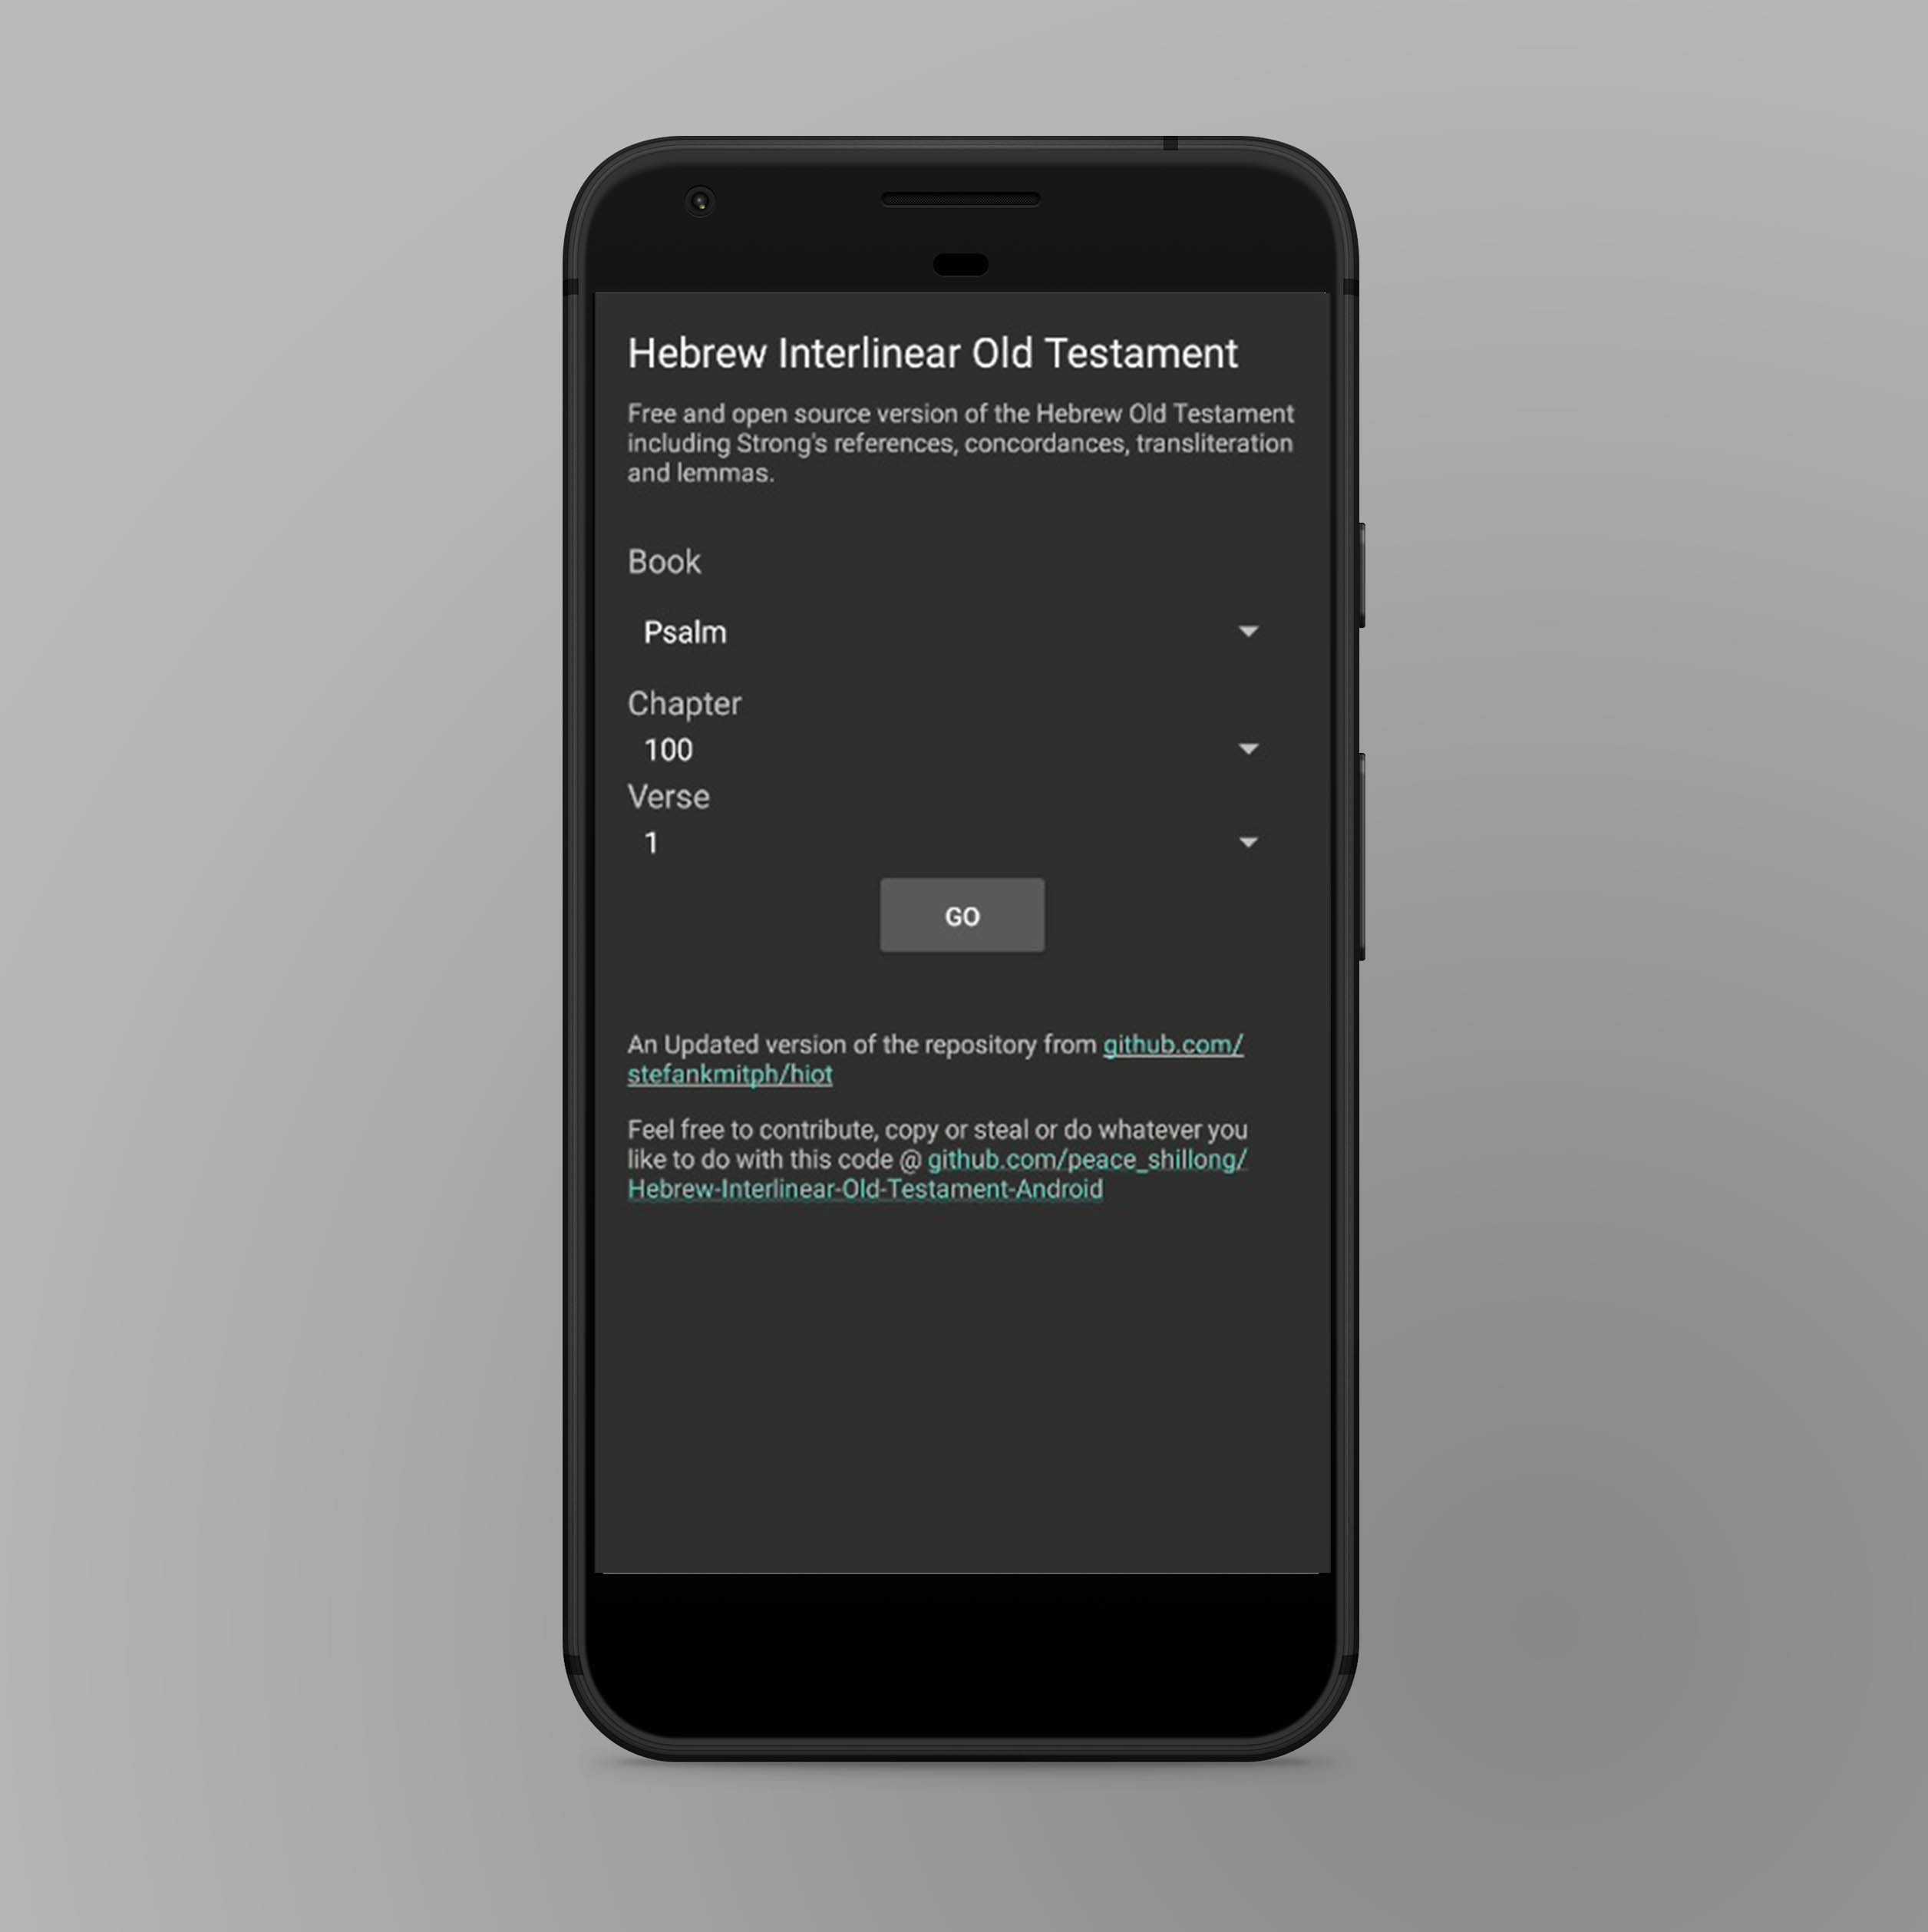 Hebrew Interlinear Old Testament
Free and open source version of the Hebrew Old Testament
including Strong's references, concordances, transliteration
and lemmas.
Book
Psalm
Chapter
100
Verse
1
GO
An Updated version of the repository from github.com/
stefankmitph/hiot
Feel free to contribute, copy or steal or do whatever you
like to do with this code @ github.com/peace_shillong/
Hebrew-Interlinear-Old-Testament-Android